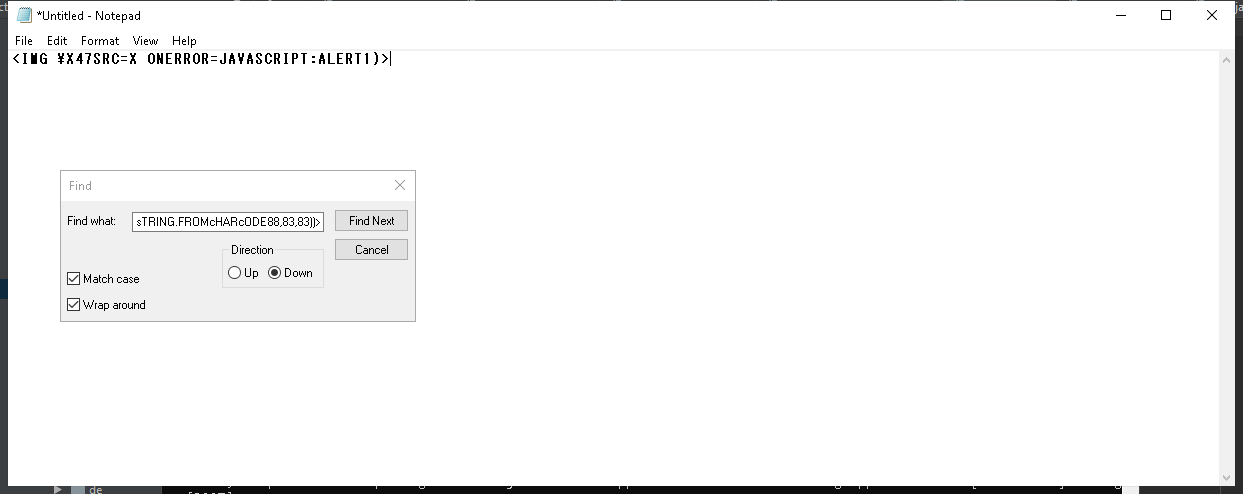 *Untitled - Notepad
File Edit Format View Help
<IMG ¥X47SRC=X ONERROR=JAVASCRIPT:ALERT1)>
Find
Find what: sTRING.FROMcHARcODE88,83,83))> Find Next
Direction Cancel
Up Down
Match case
Wrap around
de